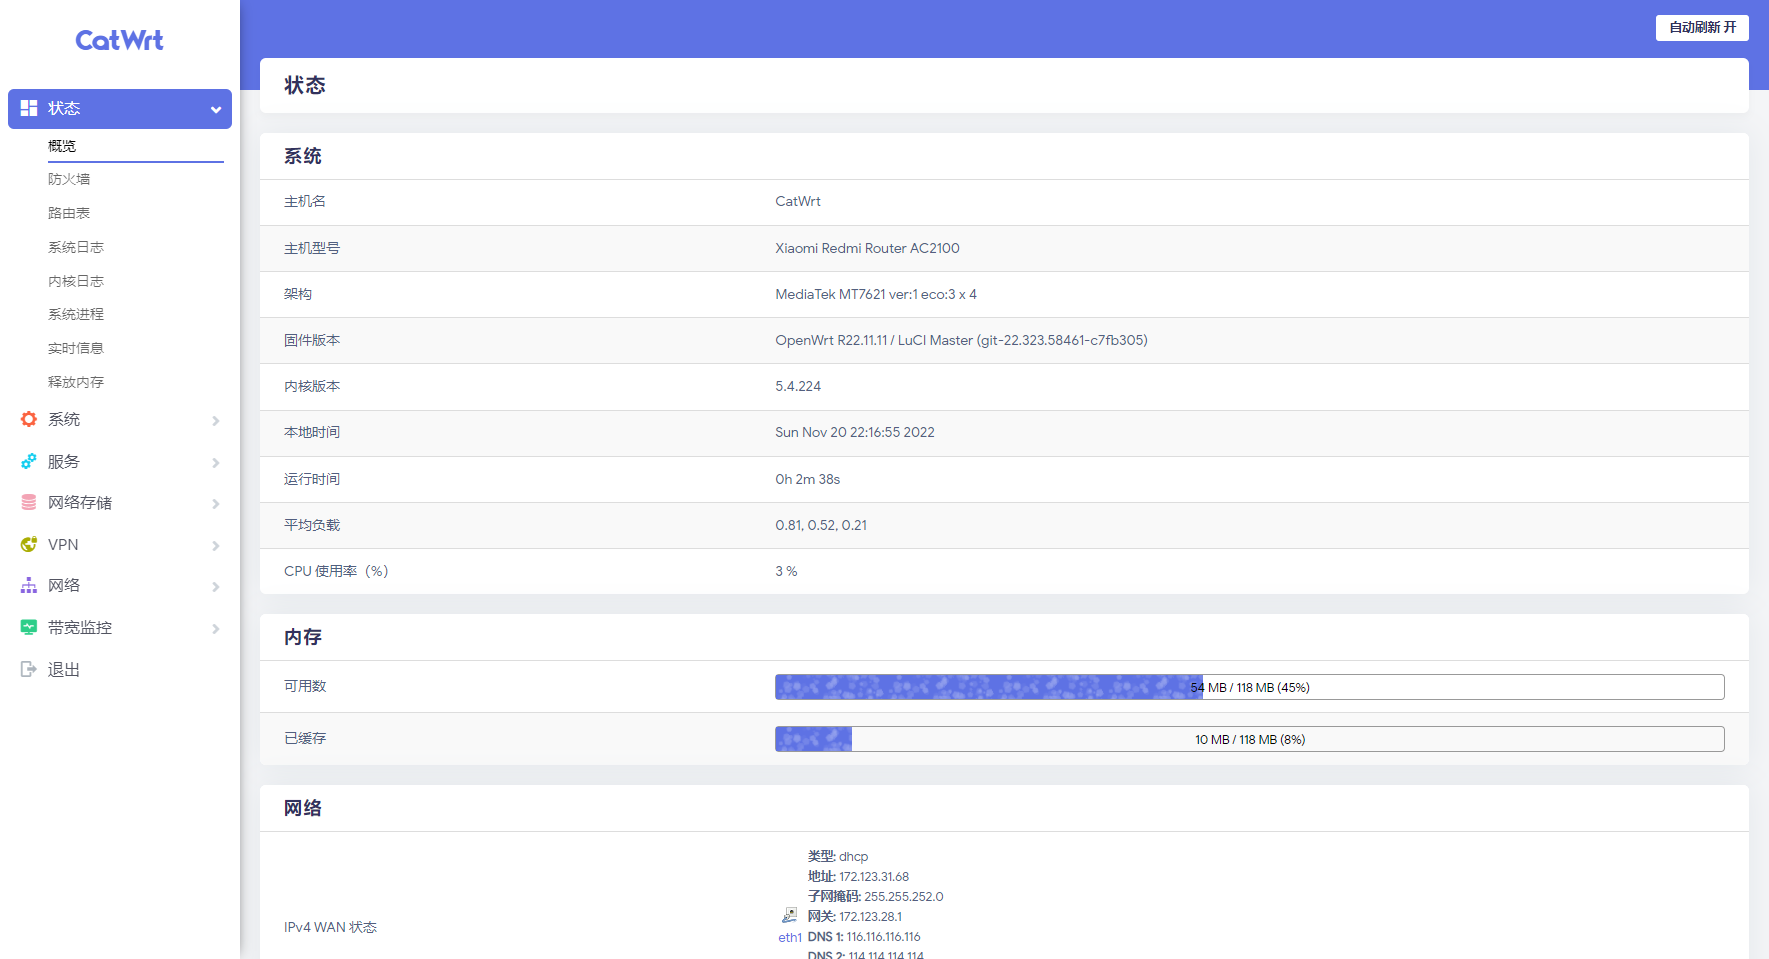 CatWrt
自动刷新 开
状态
概览
防火墙
路由表
系统日志
内核日志
系统进程
实时信息
释放内存
系统
服务
网络存储
VPN
网络
带宽监控
退出
状态
系统
主机名 CatWrt
主机型号 Xiaomi Redmi Router AC2100
架构 MediaTek MT7621 ver:1 eco:3 x 4
固件版本 OpenWrt R22.11.11 / LuCI Master (git-22.323.58461-c7fb305)
内核版本 5.4.224
本地时间 Sun Nov 20 22:16:55 2022
运行时间 0h 2m 38s
平均负载 0.81, 0.52, 0.21
CPU 使用率（%） 3 %
内存
可用数 54 MB / 118 MB (45%)
已缓存 10 MB / 118 MB (8%)
网络
IPv4 WAN 状态
eth1
类型: dhcp
地址: 172.123.31.68
子网掩码: 255.255.252.0
网关: 172.123.28.1
DNS 1: 116.116.116.116
DNS 2: 114.114.114.114